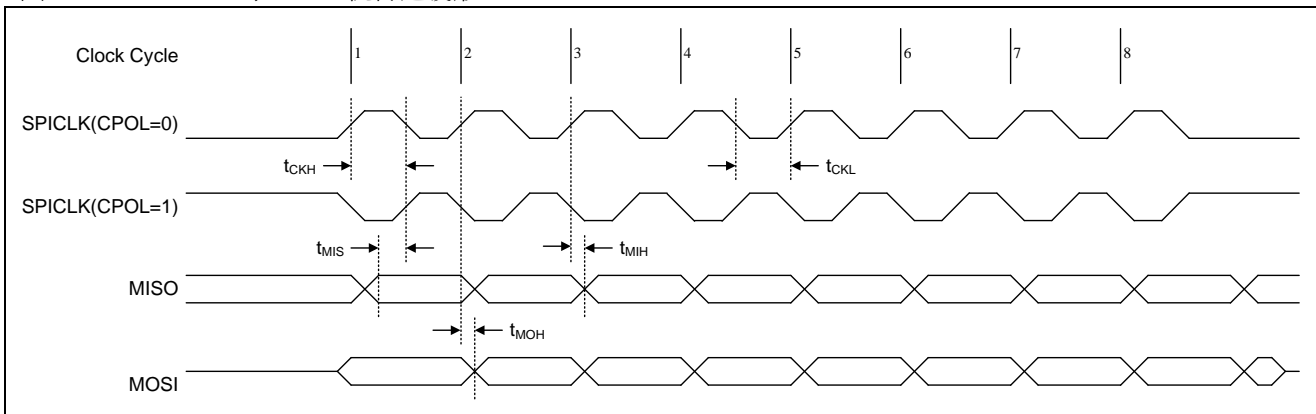 Clock Cycle
1 2 3 4 5 6 7 8
SPICLK(CPOL=0)
tCKH tCKL
SPICLK(CPOL=1)
tMIS tMIH
MISO
tMOH
MOSI